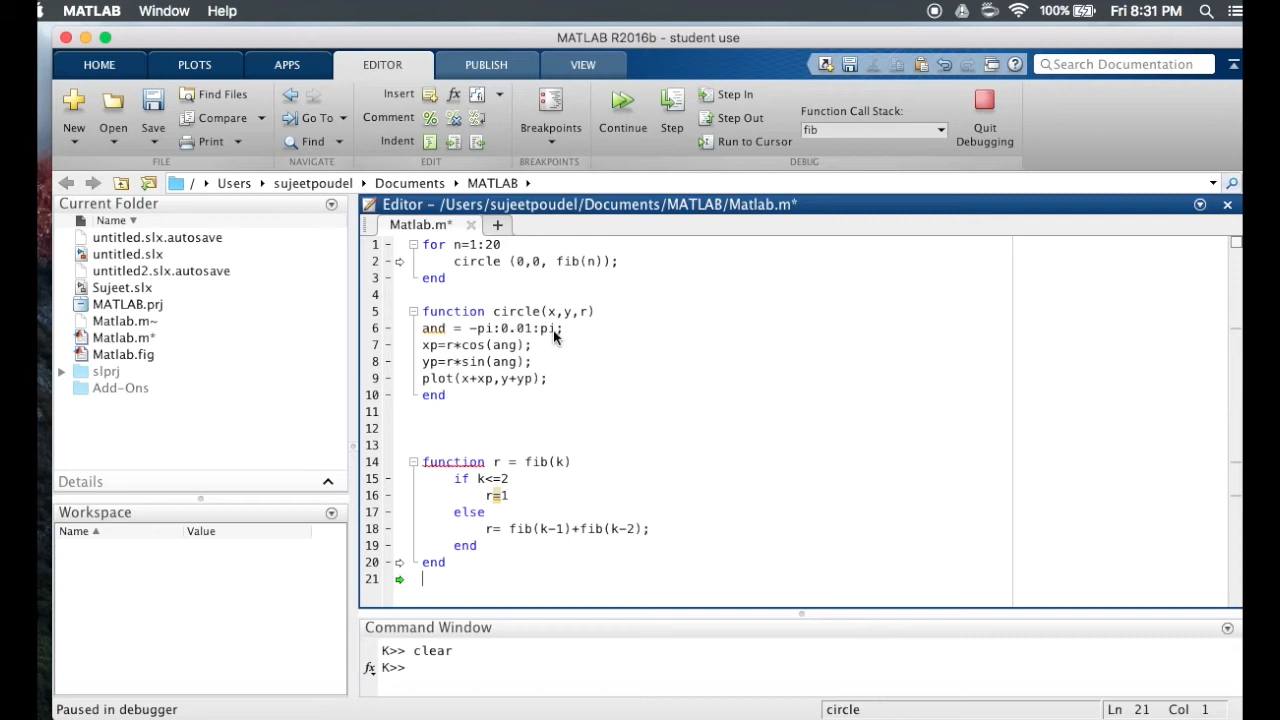 MATLAB Window Help 100% Fri 8:31 PM
MATLAB R2016b - student use
HOME PLOTS APPS EDITOR PUBLISH VIEW Search Documentation
New Open Save Find Files Compare Print
Go To Find
Insert fx
Comment
Indent
Breakpoints Continue Step
Step In
Step Out
Run to Cursor
Function Call Stack:
fib
Quit Debugging
FILE NAVIGATE EDIT BREAKPOINTS DEBUG
/ Users sujeetpoudel Documents MATLAB
Current Folder
Name
untitled.slx.autosave
untitled.slx
untitled2.slx.autosave
Sujeet.slx
MATLAB.prj
Matlab.m~
Matlab.m*
Matlab.fig
slprj
Add-Ons
Details
Workspace
Name Value
Editor - /Users/sujeetpoudel/Documents/MATLAB/Matlab.m*
Matlab.m*
1 - for n=1:20
2 - circle (0,0, fib(n));
3 - end
4
5 function circle(x,y,r)
6 - and = -pi:0.01:pi;
7 - xp=r*cos(ang);
8 - yp=r*sin(ang);
9 - plot(x+xp,y+yp);
10 - end
11
12
13
14 function r = fib(k)
15 - if k<=2
16 - r=1
17 - else
18 - r= fib(k-1)+fib(k-2);
19 - end
20 - end
21
Command Window
K>> clear
fx K>>
Paused in debugger circle Ln 21 Col 1